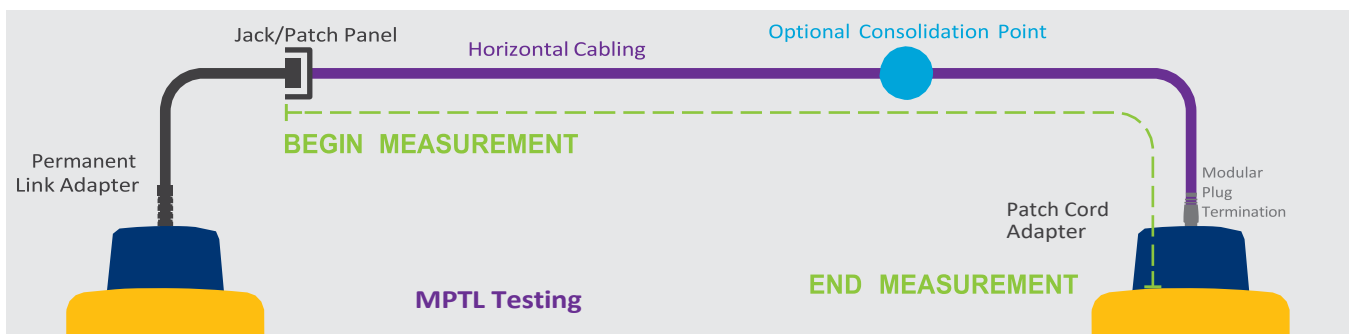 Jack/Patch Panel
Horizontal Cabling
Optional Consolidation Point
BEGIN MEASUREMENT
Permanent
Link Adapter
Modular
Plug
Termination
Patch Cord
Adapter
END MEASUREMENT
MPTL Testing